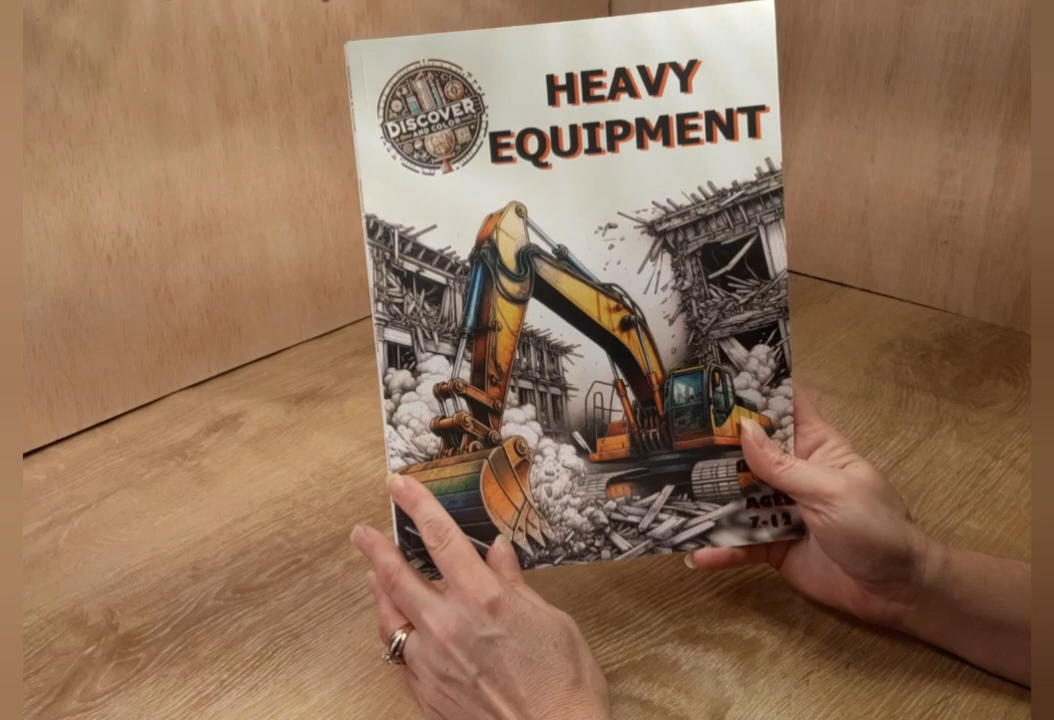 DISCOVER
AND COLOR
HEAVY
EQUIPMENT
AGES
7-12